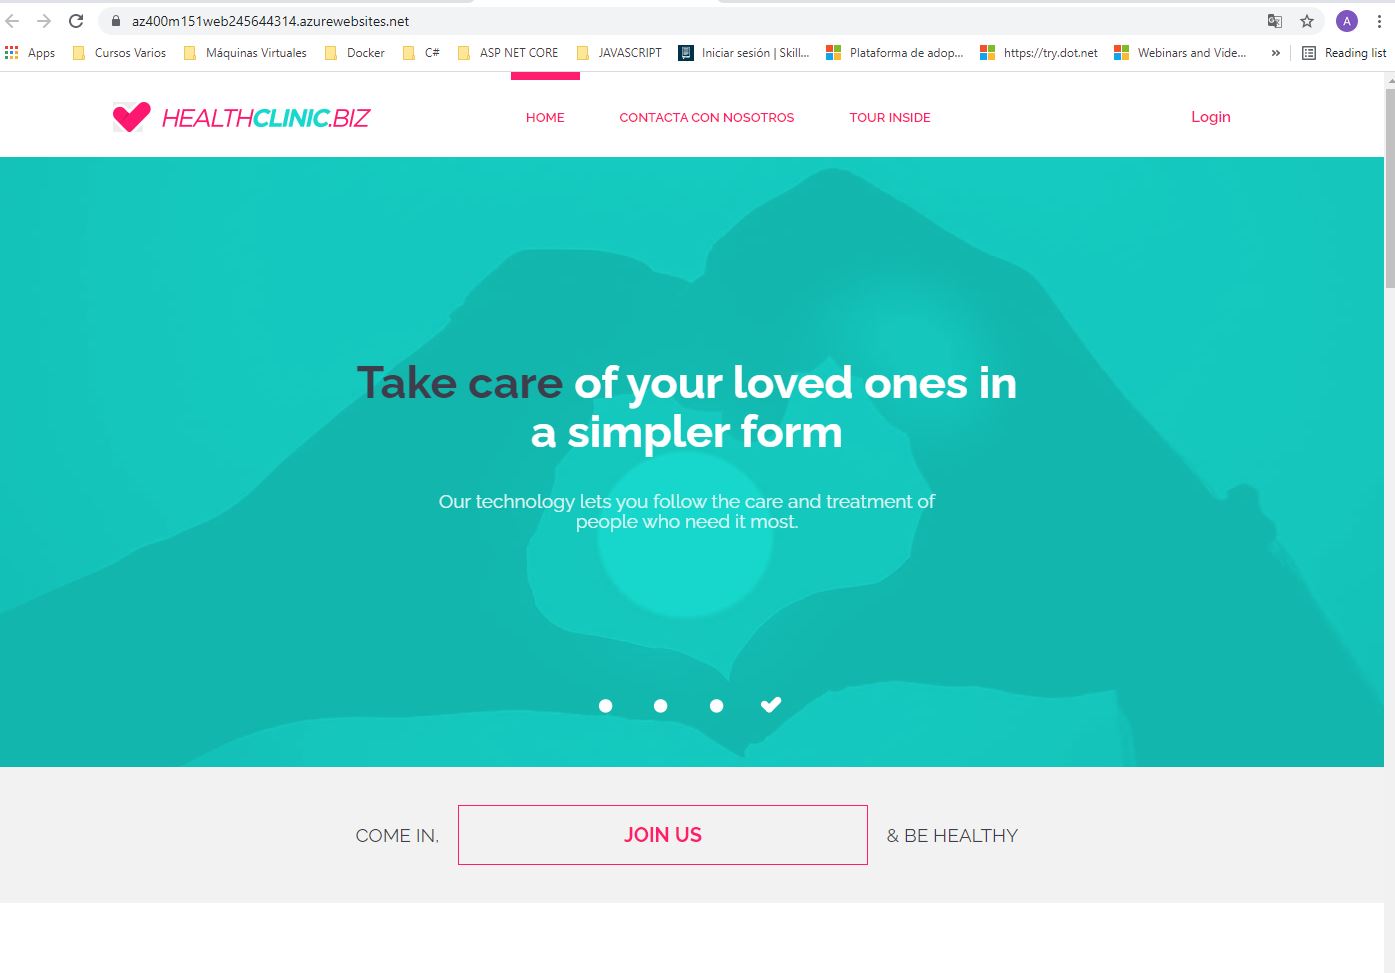 az400m151web245644314.azurewebsites.net
A
Apps Cursos Varios Máquinas Virtuales Docker C# ASP NET CORE JAVASCRIPT Iniciar sesión | Skill... Plataforma de adop... https://try.dot.net Webinars and Vide... » Reading list
HEALTHCLINIC.BIZ HOME CONTACTA CON NOSOTROS TOUR INSIDE Login
Take care of your loved ones in
a simpler form
Our technology lets you follow the care and treatment of
people who need it most.
COME IN, JOIN US & BE HEALTHY